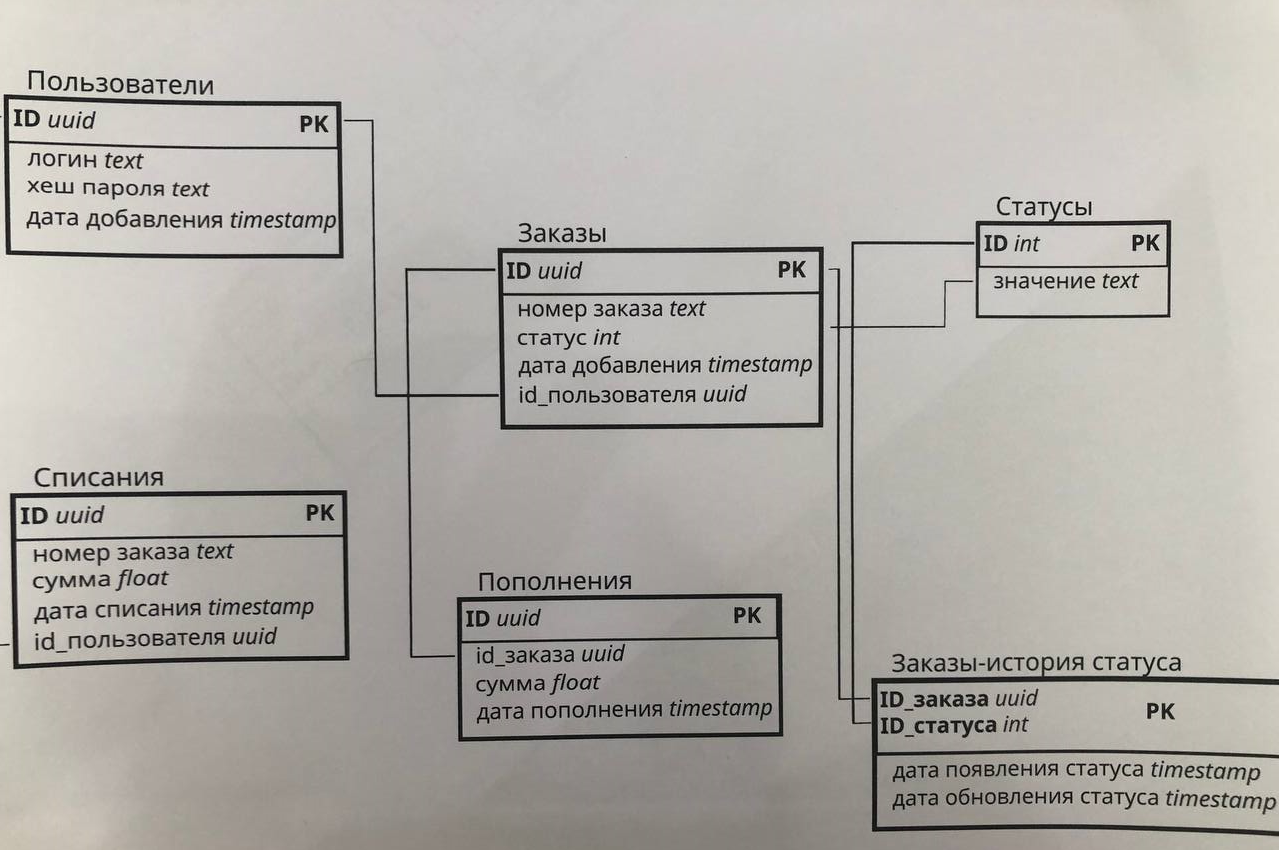 Пользователи
ID uuid PK
логин text
хеш пароля text
дата добавления timestamp
Заказы
ID uuid PK
номер заказа text
статус int
дата добавления timestamp
id_пользователя uuid
Статусы
ID int PK
значение text
Списания
ID uuid PK
номер заказа text
сумма float
дата списания timestamp
id_пользователя uuid
Пополнения
ID uuid PK
id_заказа uuid
сумма float
дата пополнения timestamp
Заказы-история статуса
ID_заказа uuid
ID_статуса int PK
дата появления статуса timestamp
дата обновления статуса timestamp